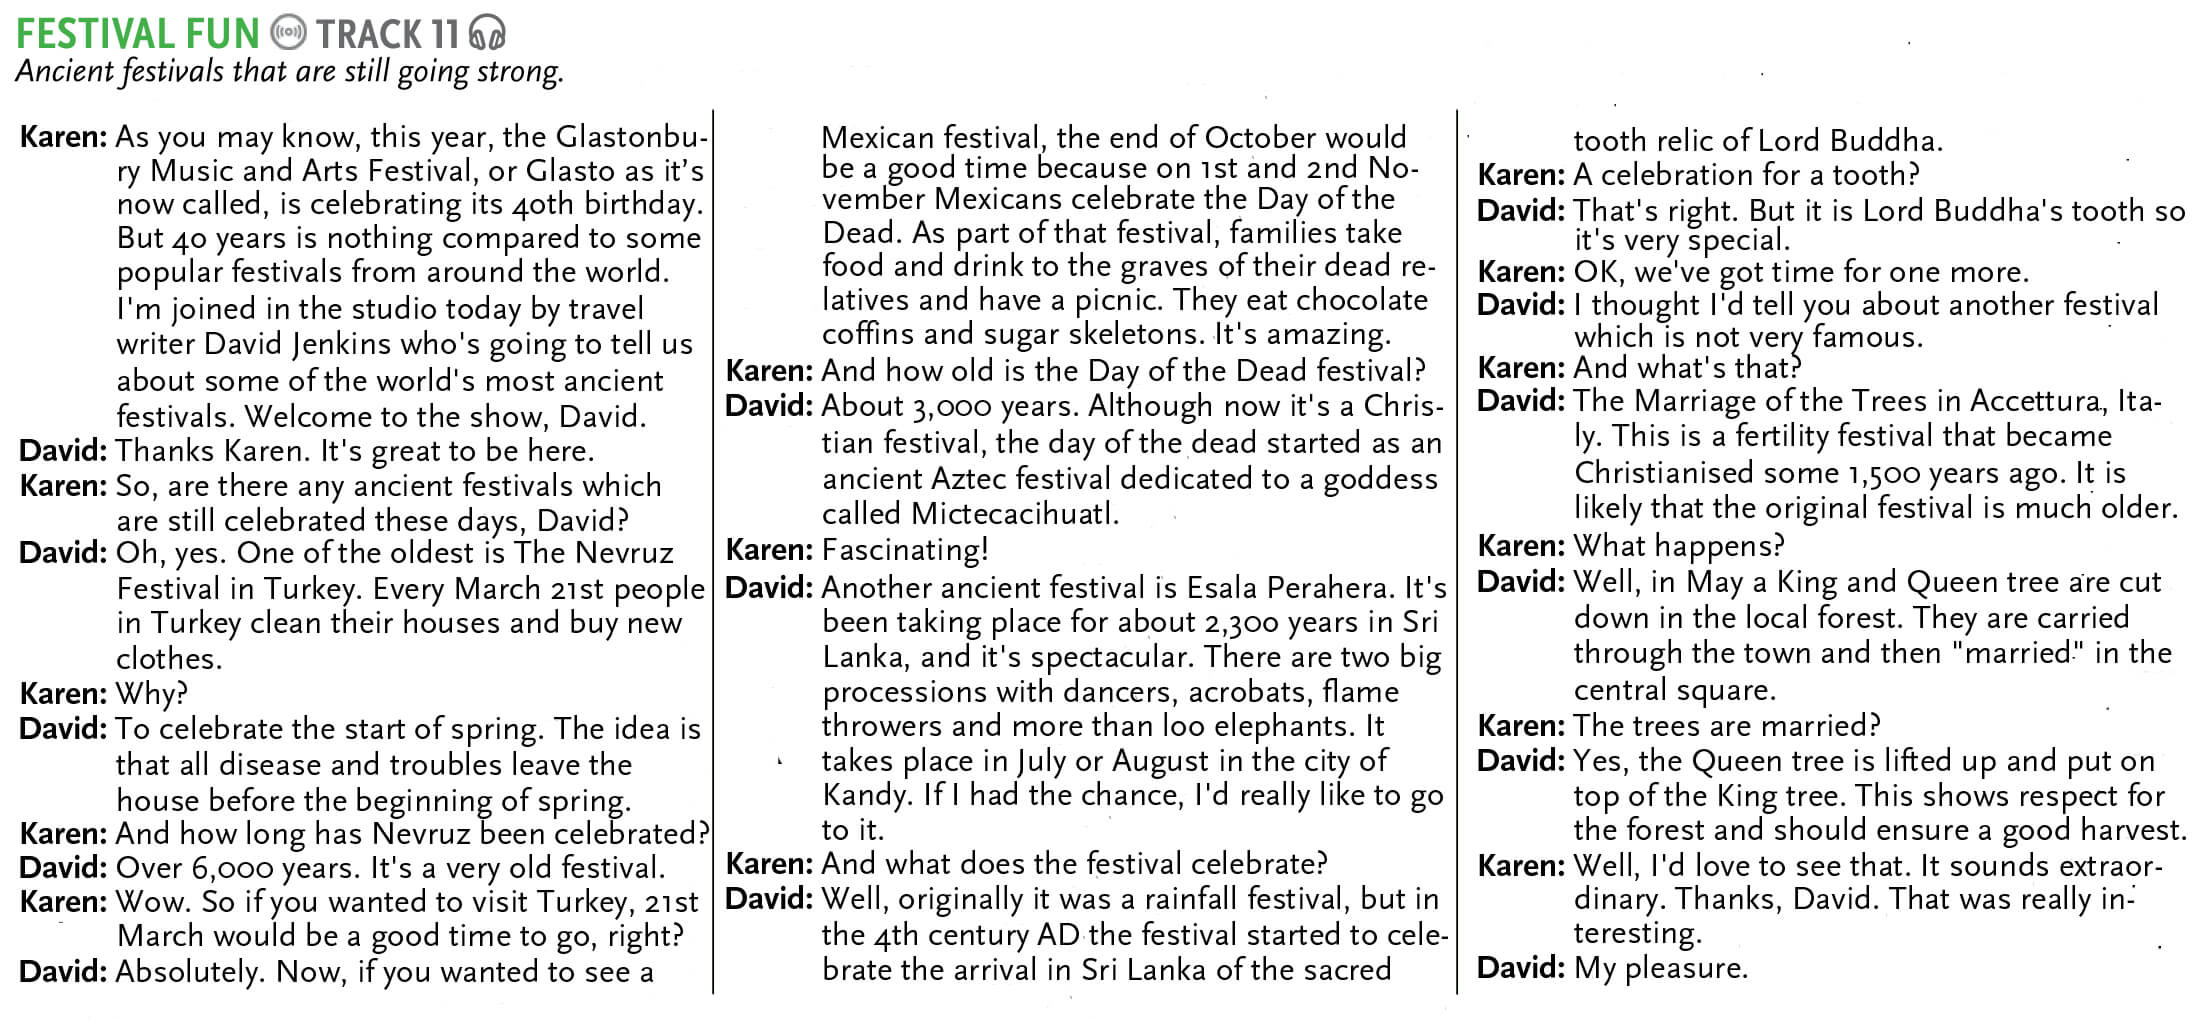 FESTIVAL FUN TRACK 11
Ancient festivals that are still going strong.
Karen: As you may know, this year, the Glastonbu-
ry Music and Arts Festival, or Glasto as it's
now called, is celebrating its 40th birthday.
But 40 years is nothing compared to some
popular festivals from around the world.
I'm joined in the studio today by travel
writer David Jenkins who's going to tell us
about some of the world's most ancient
festivals. Welcome to the show, David.
David: Thanks Karen. It's great to be here.
Karen: So, are there any ancient festivals which
are still celebrated these days, David?
David: Oh, yes. One of the oldest is The Nevruz
Festival in Turkey. Every March 21st people
in Turkey clean their houses and buy new
clothes.
Karen: Why?
David: To celebrate the start of spring. The idea is
that all disease and troubles leave the
house before the beginning of spring.
Karen: And how long has Nevruz been celebrated?
David: Over 6,000 years. It's a very old festival.
Karen: Wow. So if you wanted to visit Turkey, 21st
March would be a good time to go, right?
David: Absolutely. Now, if you wanted to see a
Mexican festival, the end of October would
be a good time because on 1st and 2nd No-
vember Mexicans celebrate the Day of the
Dead. As part of that festival, families take
food and drink to the graves of their dead re-
latives and have a picnic. They eat chocolate
coffins and sugar skeletons. It's amazing.
Karen: And how old is the Day of the Dead festival?
David: About 3,000 years. Although now it's a Chris-
tian festival, the day of the dead started as an
ancient Aztec festival dedicated to a goddess
called Mictecacihuatl.
Karen: Fascinating!
David: Another ancient festival is Esala Perahera. It's
been taking place for about 2,300 years in Sri
Lanka, and it's spectacular. There are two big
processions with dancers, acrobats, flame
throwers and more than 100 elephants. It
takes place in July or August in the city of
Kandy. If I had the chance, I'd really like to go
to it.
Karen: And what does the festival celebrate?
David: Well, originally it was a rainfall festival, but in
the 4th century AD the festival started to cele-
brate the arrival in Sri Lanka of the sacred
tooth relic of Lord Buddha.
Karen: A celebration for a tooth?
David: That's right. But it is Lord Buddha's tooth so
it's very special.
Karen: OK, we've got time for one more.
David: I thought I'd tell you about another festival
which is not very famous.
Karen: And what's that?
David: The Marriage of the Trees in Accettura, Ita-
ly. This is a fertility festival that became
Christianised some 1,500 years ago. It is
likely that the original festival is much older.
Karen: What happens?
David: Well, in May a King and Queen tree are cut
down in the local forest. They are carried
through the town and then "married" in the
central square.
Karen: The trees are married?
David: Yes, the Queen tree is lifted up and put on
top of the King tree. This shows respect for
the forest and should ensure a good harvest.
Karen: Well, I'd love to see that. It sounds extraor-
dinary. Thanks, David. That was really in-
teresting.
David: My pleasure.